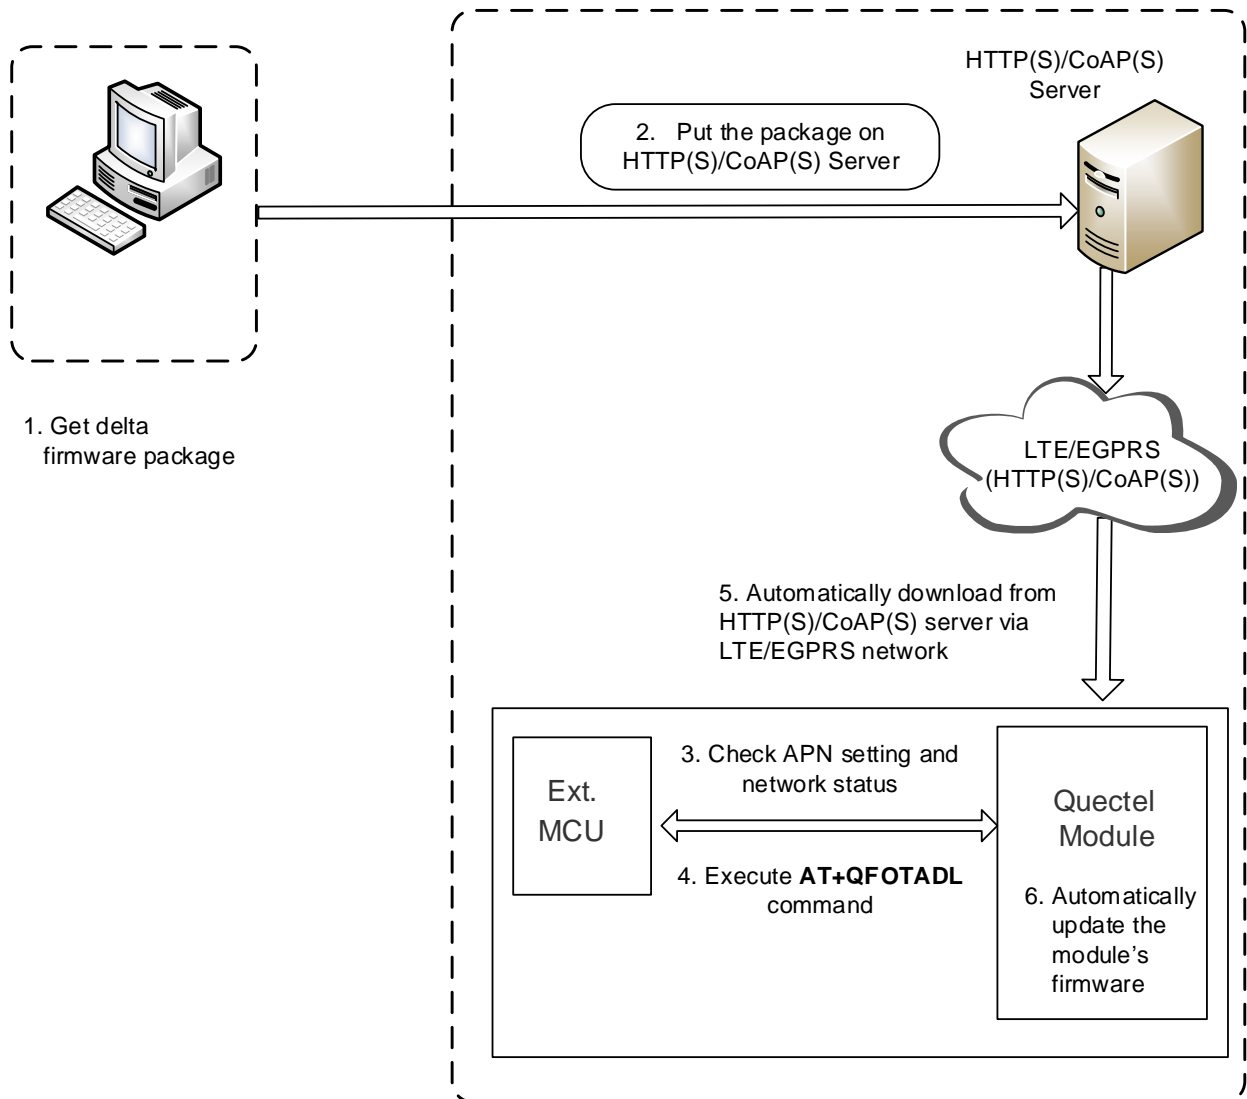 HTTP(S)/CoAP(S)
Server
2. Put the package on
HTTP(S)/CoAP(S) Server
1. Get delta
firmware package
LTE/EGPRS
(HTTP(S)/CoAP(S))
5. Automatically download from
HTTP(S)/CoAP(S) server via
LTE/EGPRS network
3. Check APN setting and
network status
Ext.
MCU
4. Execute AT+QFOTADL
command
Quectel
Module
6. Automatically
update the
module’s
firmware